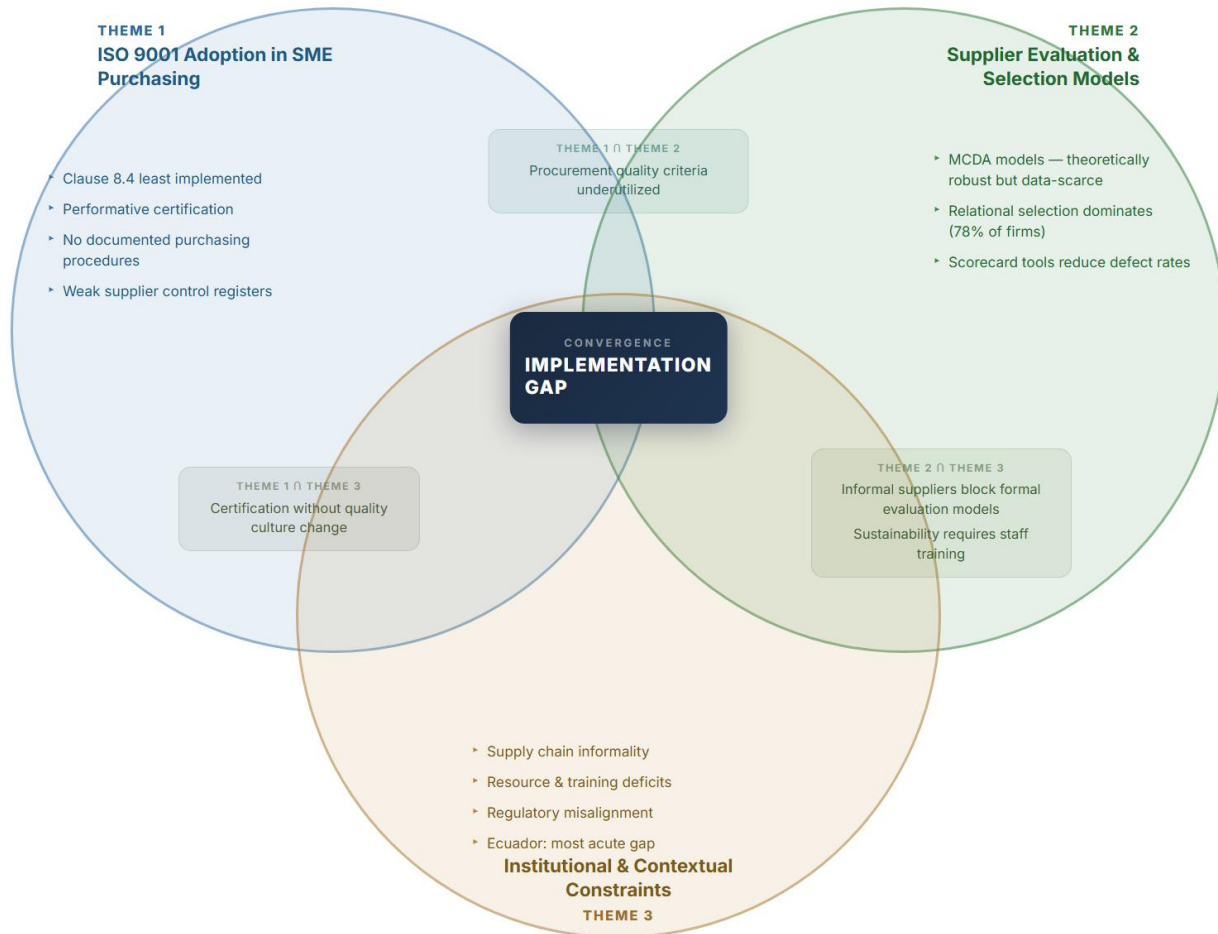 THEME 1
ISO 9001 Adoption in SME
Purchasing
▸ Clause 8.4 least implemented
▸ Performative certification
▸ No documented purchasing
procedures
▸ Weak supplier control registers
THEME 2
Supplier Evaluation &
Selection Models
▸ MCDA models — theoretically
robust but data-scarce
▸ Relational selection dominates
(78% of firms)
▸ Scorecard tools reduce defect rates
THEME 1 ∩ THEME 2
Procurement quality criteria
underutilized
CONVERGENCE
IMPLEMENTATION
GAP
THEME 1 ∩ THEME 3
Certification without quality
culture change
THEME 2 ∩ THEME 3
Informal suppliers block formal
evaluation models
Sustainability requires staff
training
▸ Supply chain informality
▸ Resource & training deficits
▸ Regulatory misalignment
▸ Ecuador: most acute gap
Institutional & Contextual
Constraints
THEME 3